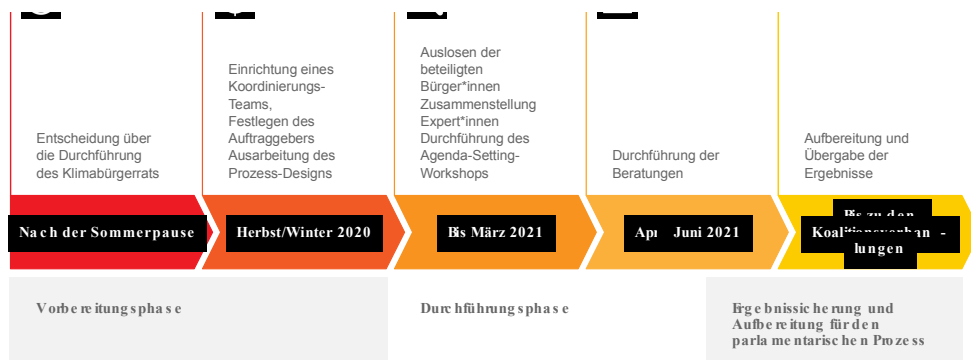 Entscheidung über
die Durchführung
des Klimabürgerrats
Einrichtung eines
Koordinierungs-
Teams,
Festlegen des
Auftraggebers
Ausarbeitung des
Prozess-Designs
Auslosen der
beteiligten
Bürger*innen
Zusammenstellung
Expert*innen
Durchführung des
Agenda-Setting-
Workshops
Durchführung der
Beratungen
Aufbereitung und
Übergabe der
Ergebnisse
Nach der Sommerpause
Herbst/Winter 2020
Bis März 2021
Juni 2021
Bis zu den
Koalitionsverhan -
lungen
Vorbereitungsphase
Durchführungsphase
Ergebnissicherung und
Aufbereitung für den
parlamentarischen Prozess